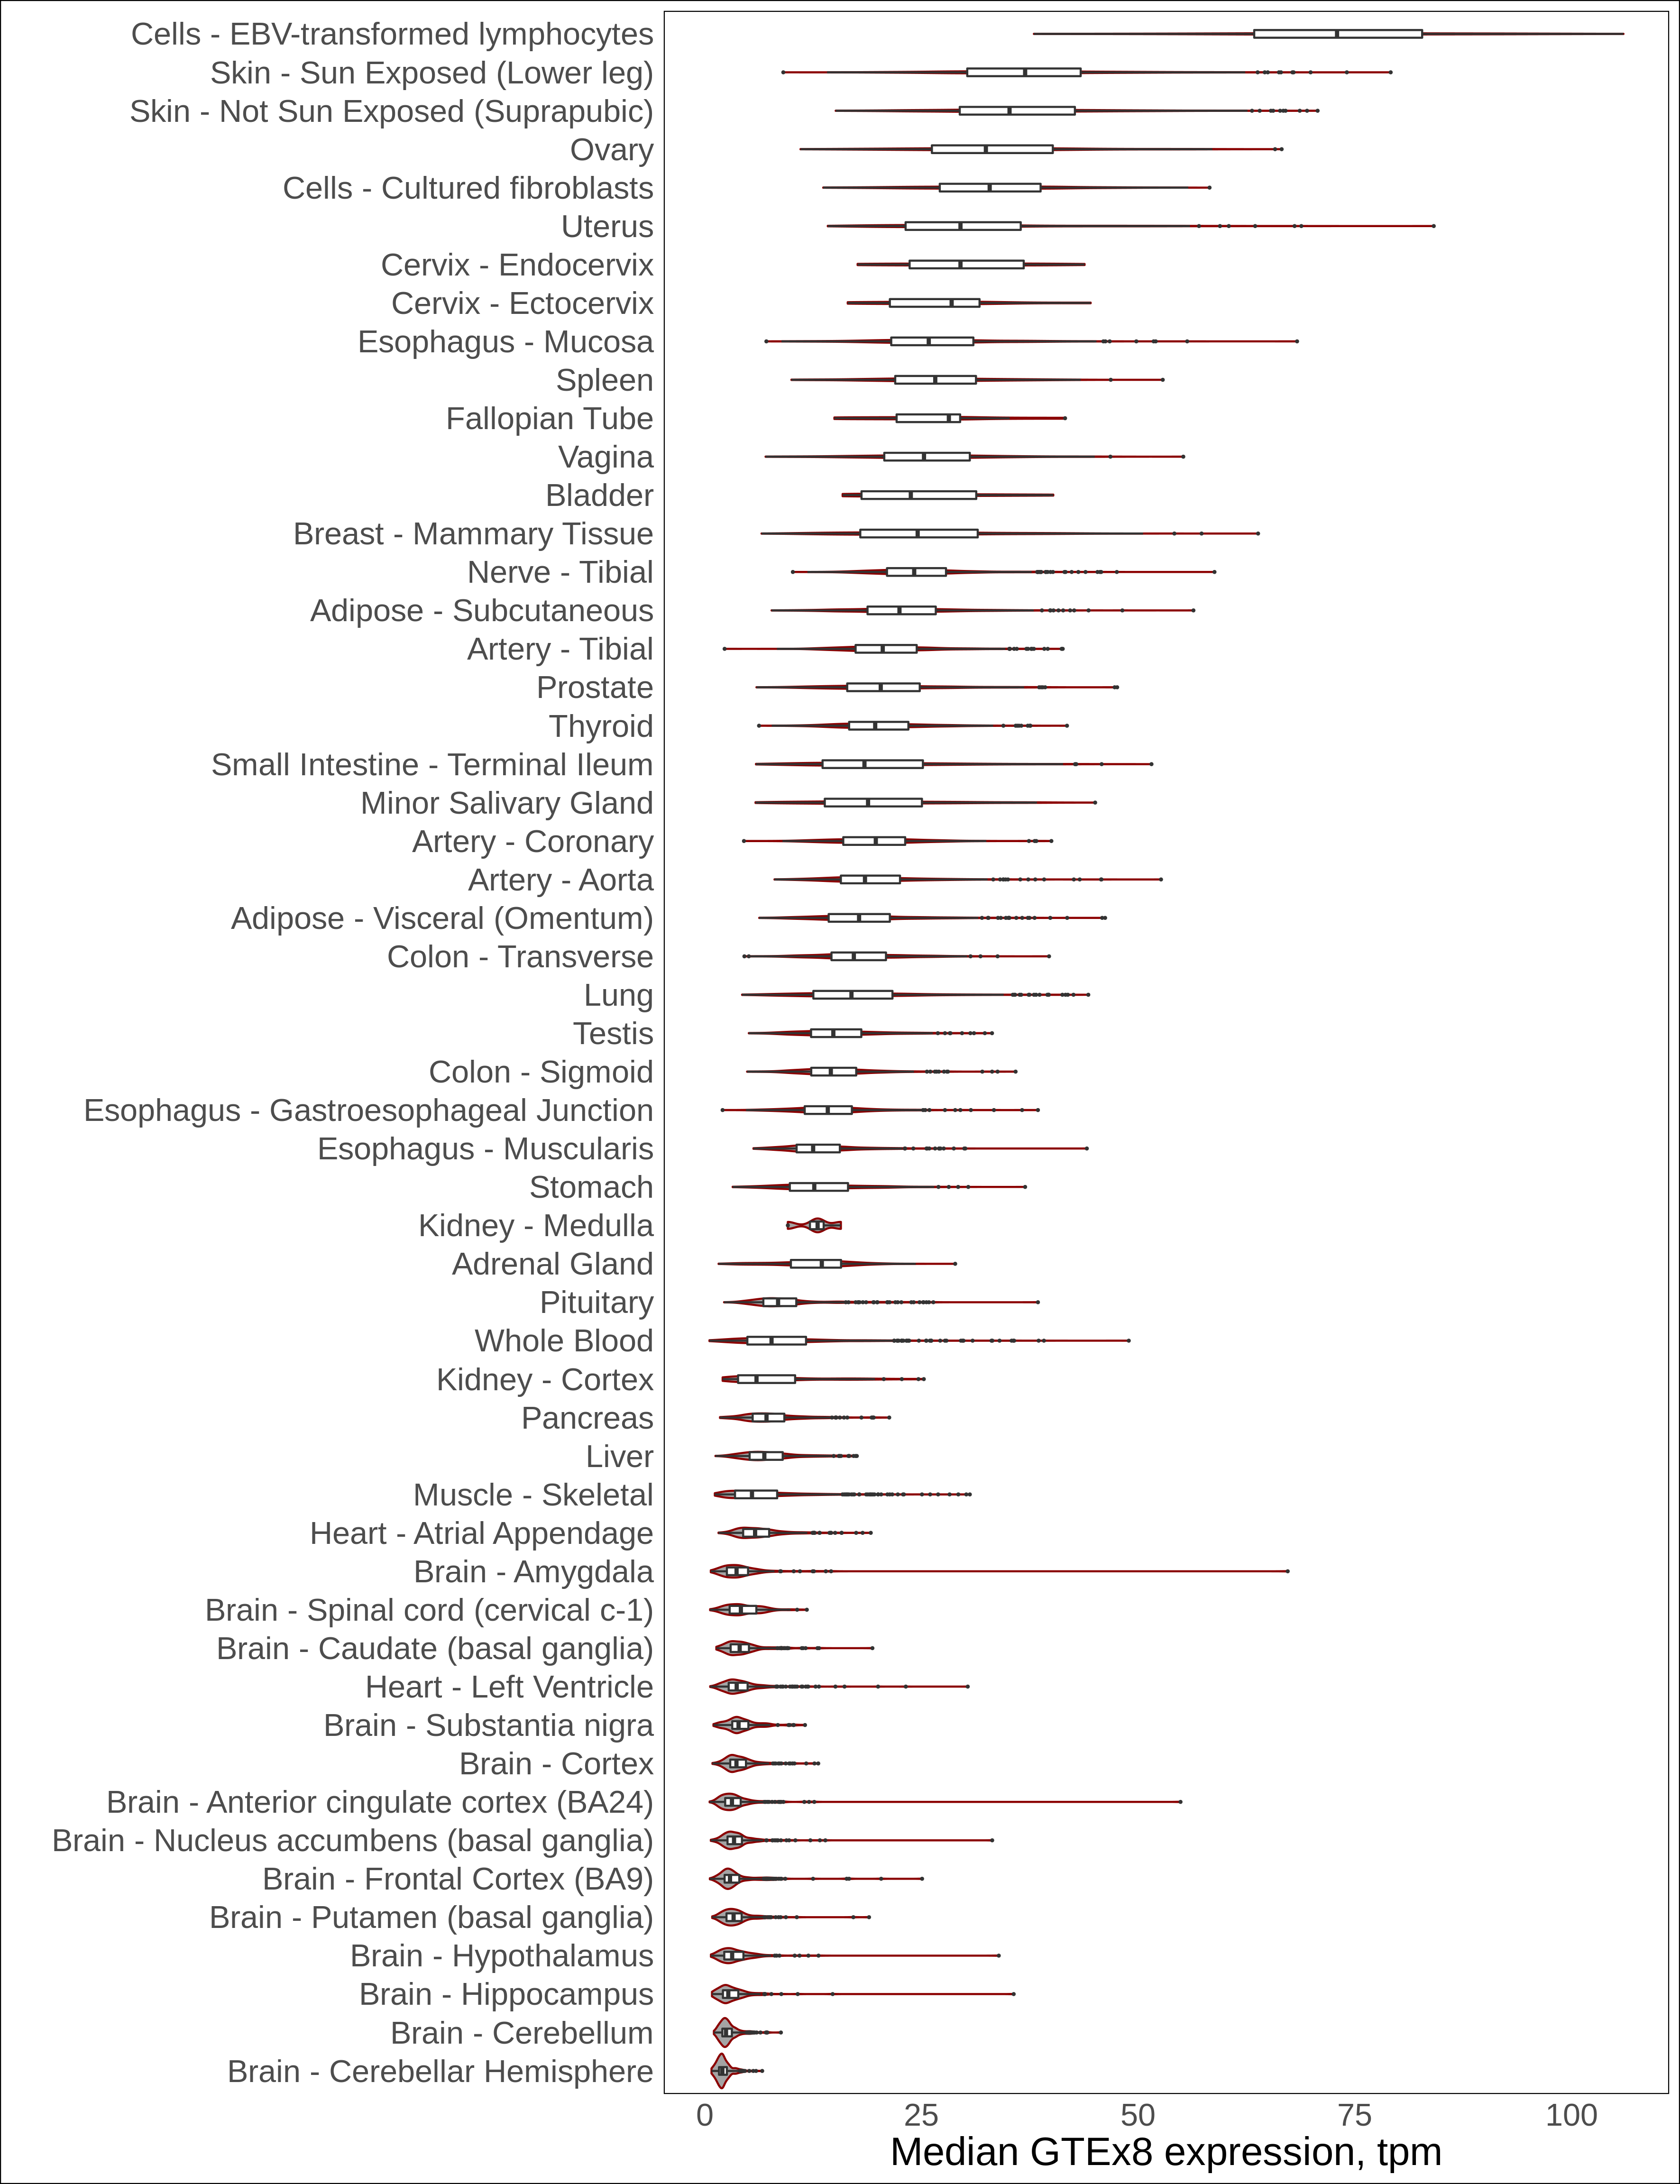 Cells - EBV-transformed lymphocytes
Skin - Sun Exposed (Lower leg)
Skin - Not Sun Exposed (Suprapubic)
Ovary
Cells - Cultured fibroblasts
Uterus
Cervix - Endocervix
Cervix - Ectocervix
Esophagus - Mucosa
Spleen
Fallopian Tube
Vagina
Bladder
Breast - Mammary Tissue
Nerve - Tibial
Adipose - Subcutaneous
Artery - Tibial
Prostate
Thyroid
Small Intestine - Terminal Ileum
Minor Salivary Gland
Artery - Coronary
Artery - Aorta
Adipose - Visceral (Omentum)
Colon - Transverse
Lung
Testis
Colon - Sigmoid
Esophagus - Gastroesophageal Junction
Esophagus - Muscularis
Stomach
Kidney - Medulla
Adrenal Gland
Pituitary
Whole Blood
Kidney - Cortex
Pancreas
Liver
Muscle - Skeletal
Heart - Atrial Appendage
Brain - Amygdala
Brain - Spinal cord (cervical c-1)
Brain - Caudate (basal ganglia)
Heart - Left Ventricle
Brain - Substantia nigra
Brain - Cortex
Brain - Anterior cingulate cortex (BA24)
Brain - Nucleus accumbens (basal ganglia)
Brain - Frontal Cortex (BA9)
Brain - Putamen (basal ganglia)
Brain - Hypothalamus
Brain - Hippocampus
Brain - Cerebellum
Brain - Cerebellar Hemisphere
0 25 50 75 100
Median GTEx8 expression, tpm